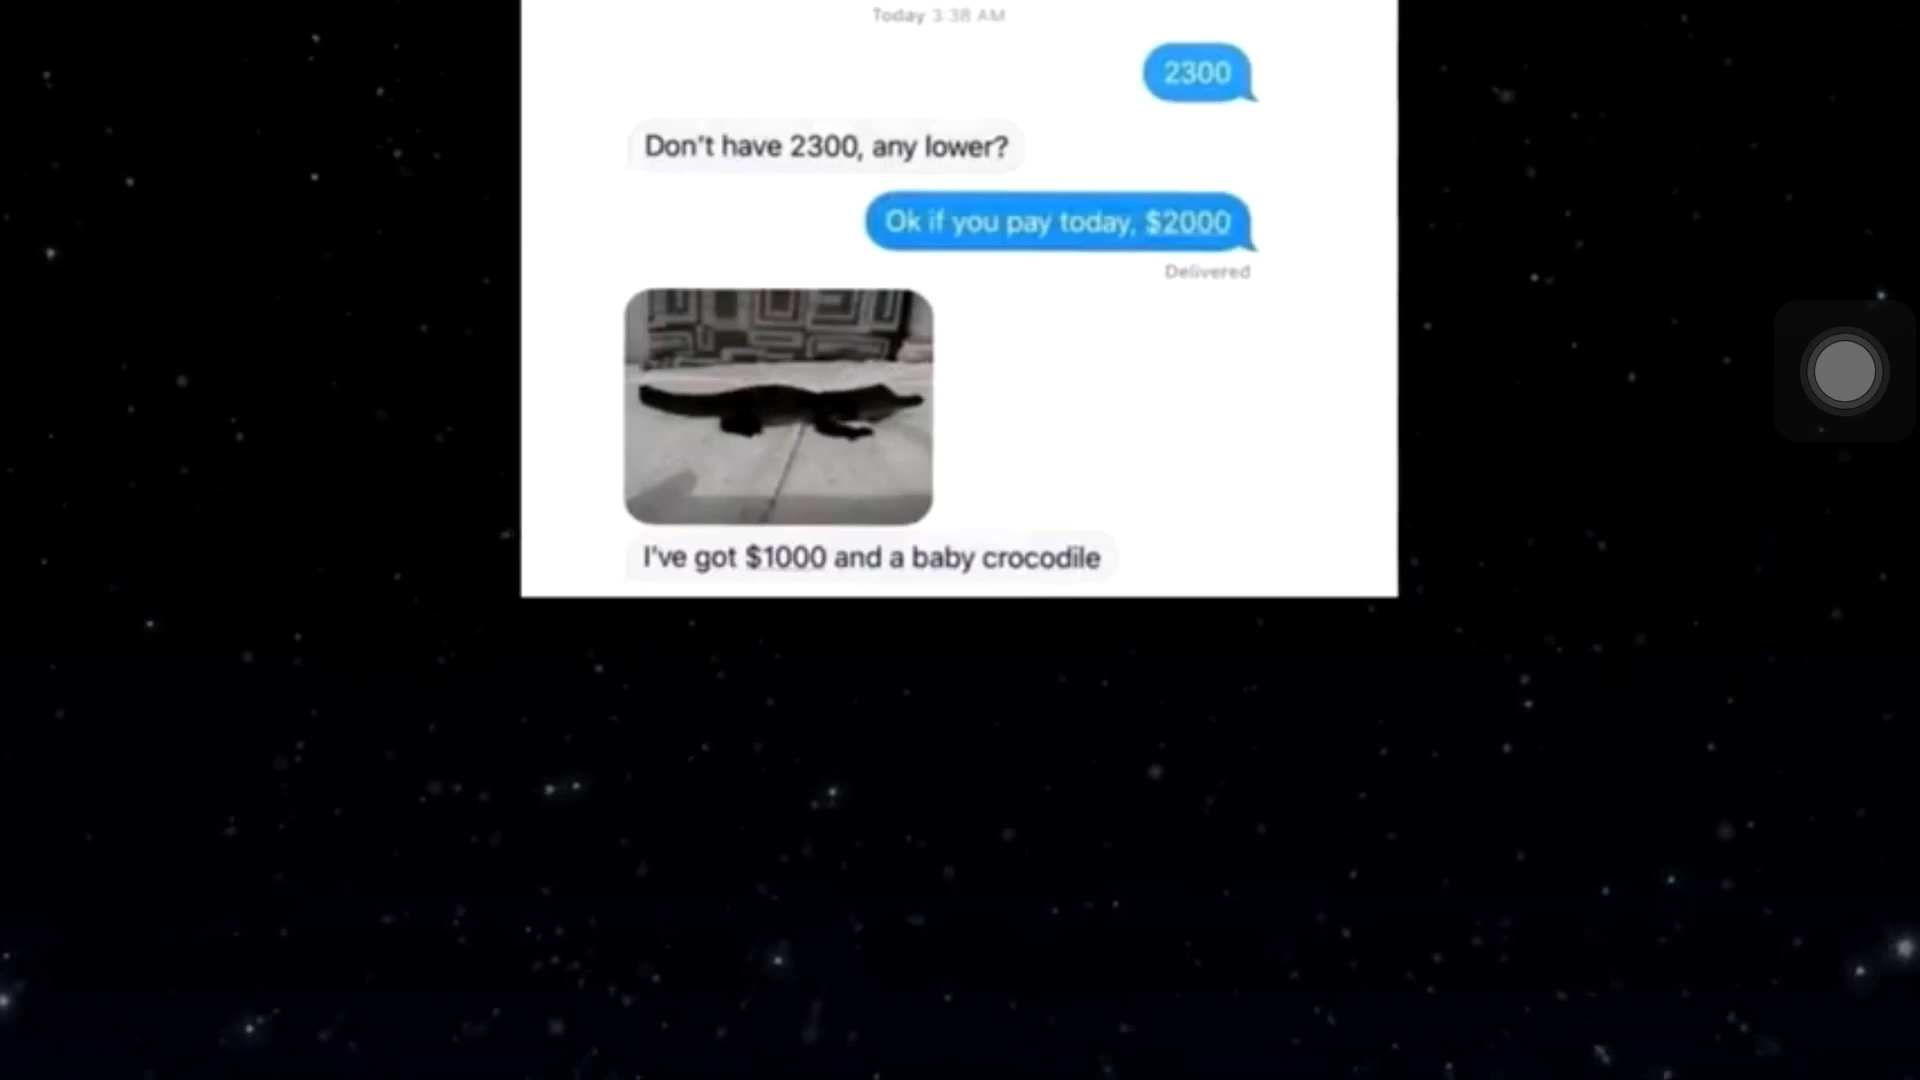 Today 3:38 AM
2300
Don't have 2300, any lower?
Ok if you pay today, $2000
Delivered
I've got $1000 and a baby crocodile